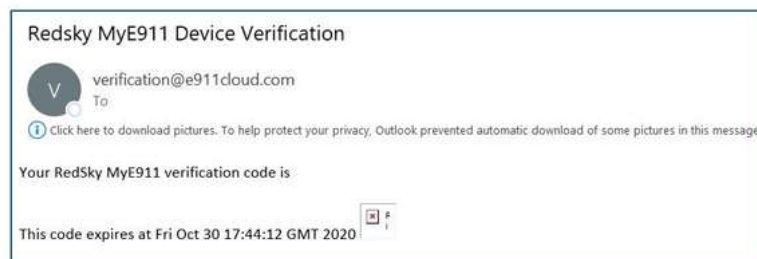 Redsky MyE911 Device Verification
V
verification@e911cloud.com
To
Click here to download pictures. To help protect your privacy, Outlook prevented automatic download of some pictures in this message
Your RedSky MyE911 verification code is
This code expires at Fri Oct 30 17:44:12 GMT 2020